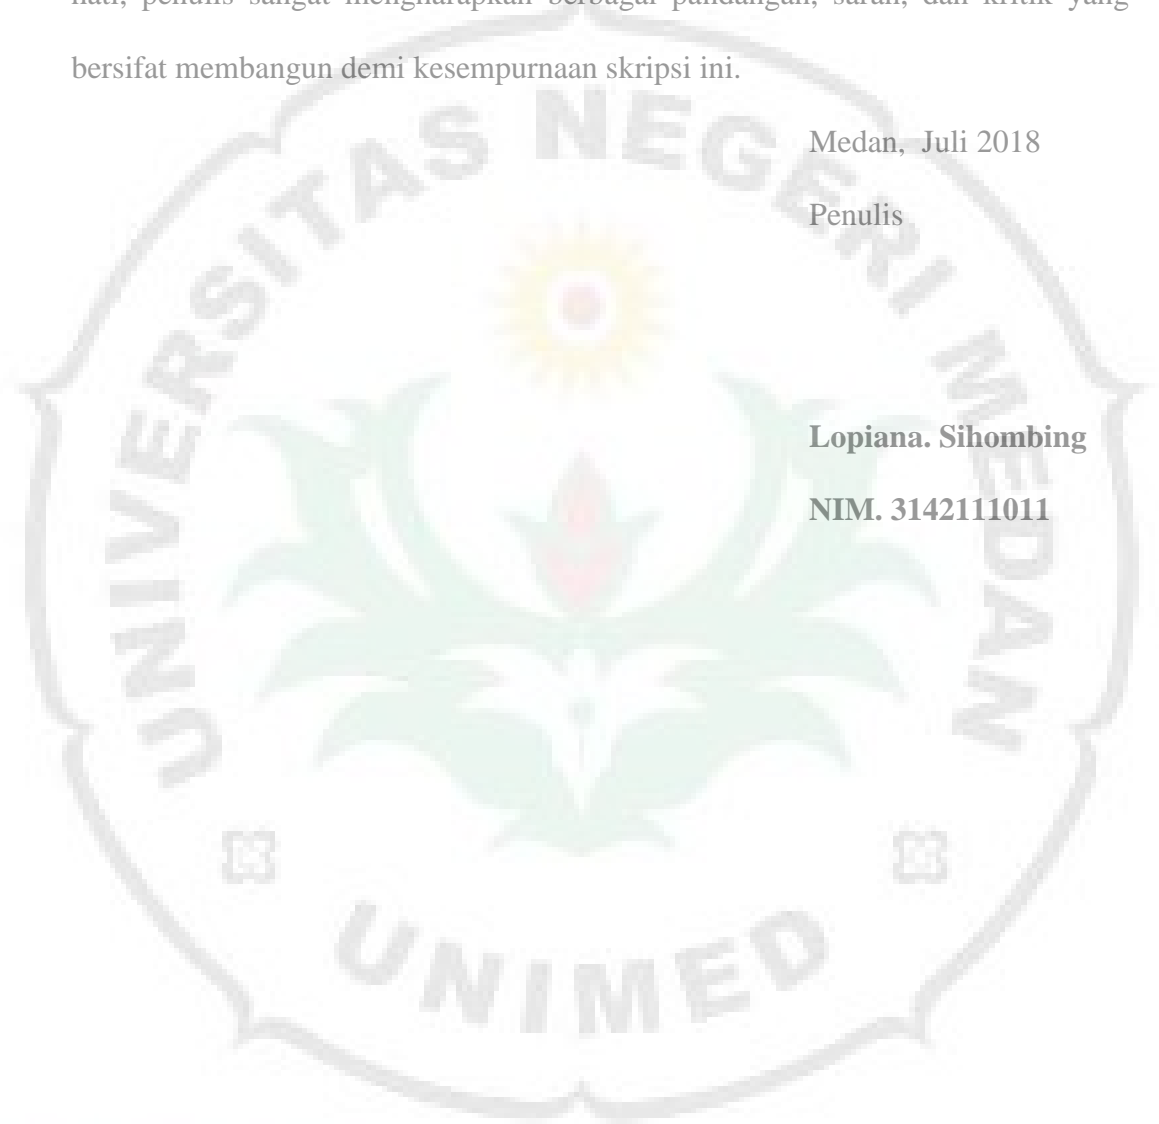 hati, penulis sangat mengharapkan berbagai pandangan, saran, dan kritik yang
bersifat membangun demi kesempurnaan skripsi ini.
Medan, Juli 2018
Penulis
Lopiana. Sihombing
NIM. 3142111011
UNIVERSITAS NEGERI MEDAN
UNIMED